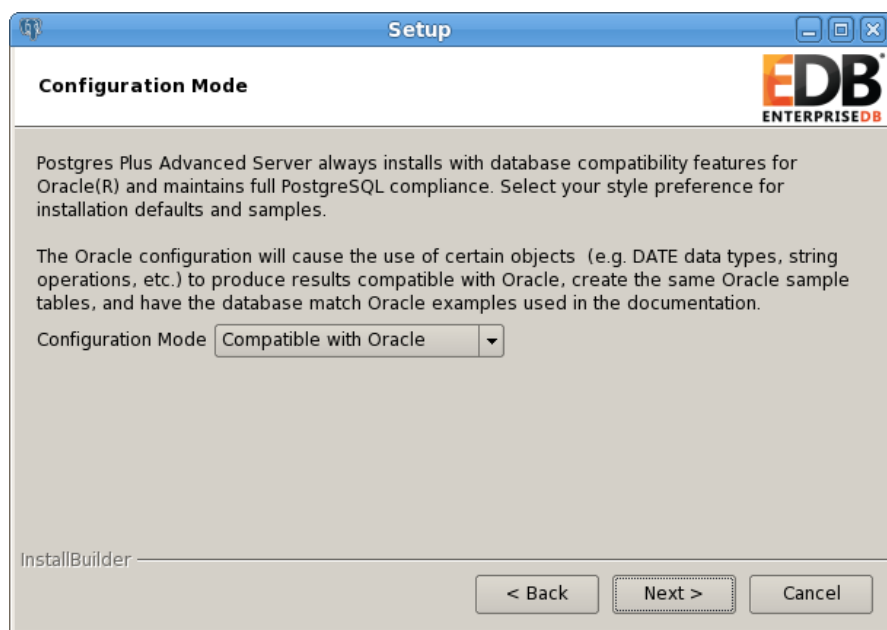 Setup
Configuration Mode
EDB
ENTERPRISEDB
Postgres Plus Advanced Server always installs with database compatibility features for
Oracle(R) and maintains full PostgreSQL compliance. Select your style preference for
installation defaults and samples.
The Oracle configuration will cause the use of certain objects  (e.g. DATE data types, string
operations, etc.) to produce results compatible with Oracle, create the same Oracle sample
tables, and have the database match Oracle examples used in the documentation.
Configuration Mode Compatible with Oracle
InstallBuilder
< Back Next > Cancel